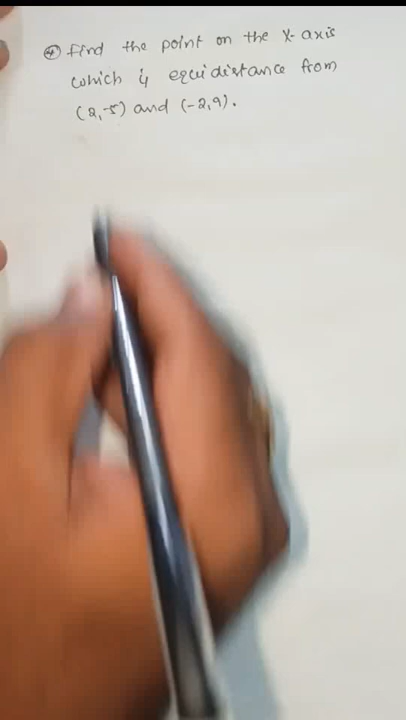 ④ find the point on the X-axis
which is equidistance from
(2,-5) and (-2,9).